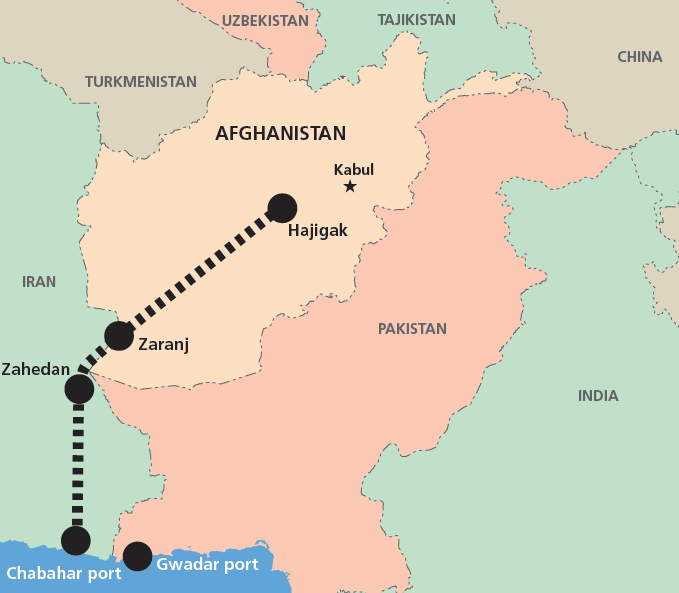 UZBEKISTAN
TAJIKISTAN
CHINA
TURKMENISTAN
AFGHANISTAN
Kabul
Hajigak
IRAN
PAKISTAN
Zaranj
Zahedan
INDIA
Gwadar port
Chabahar port